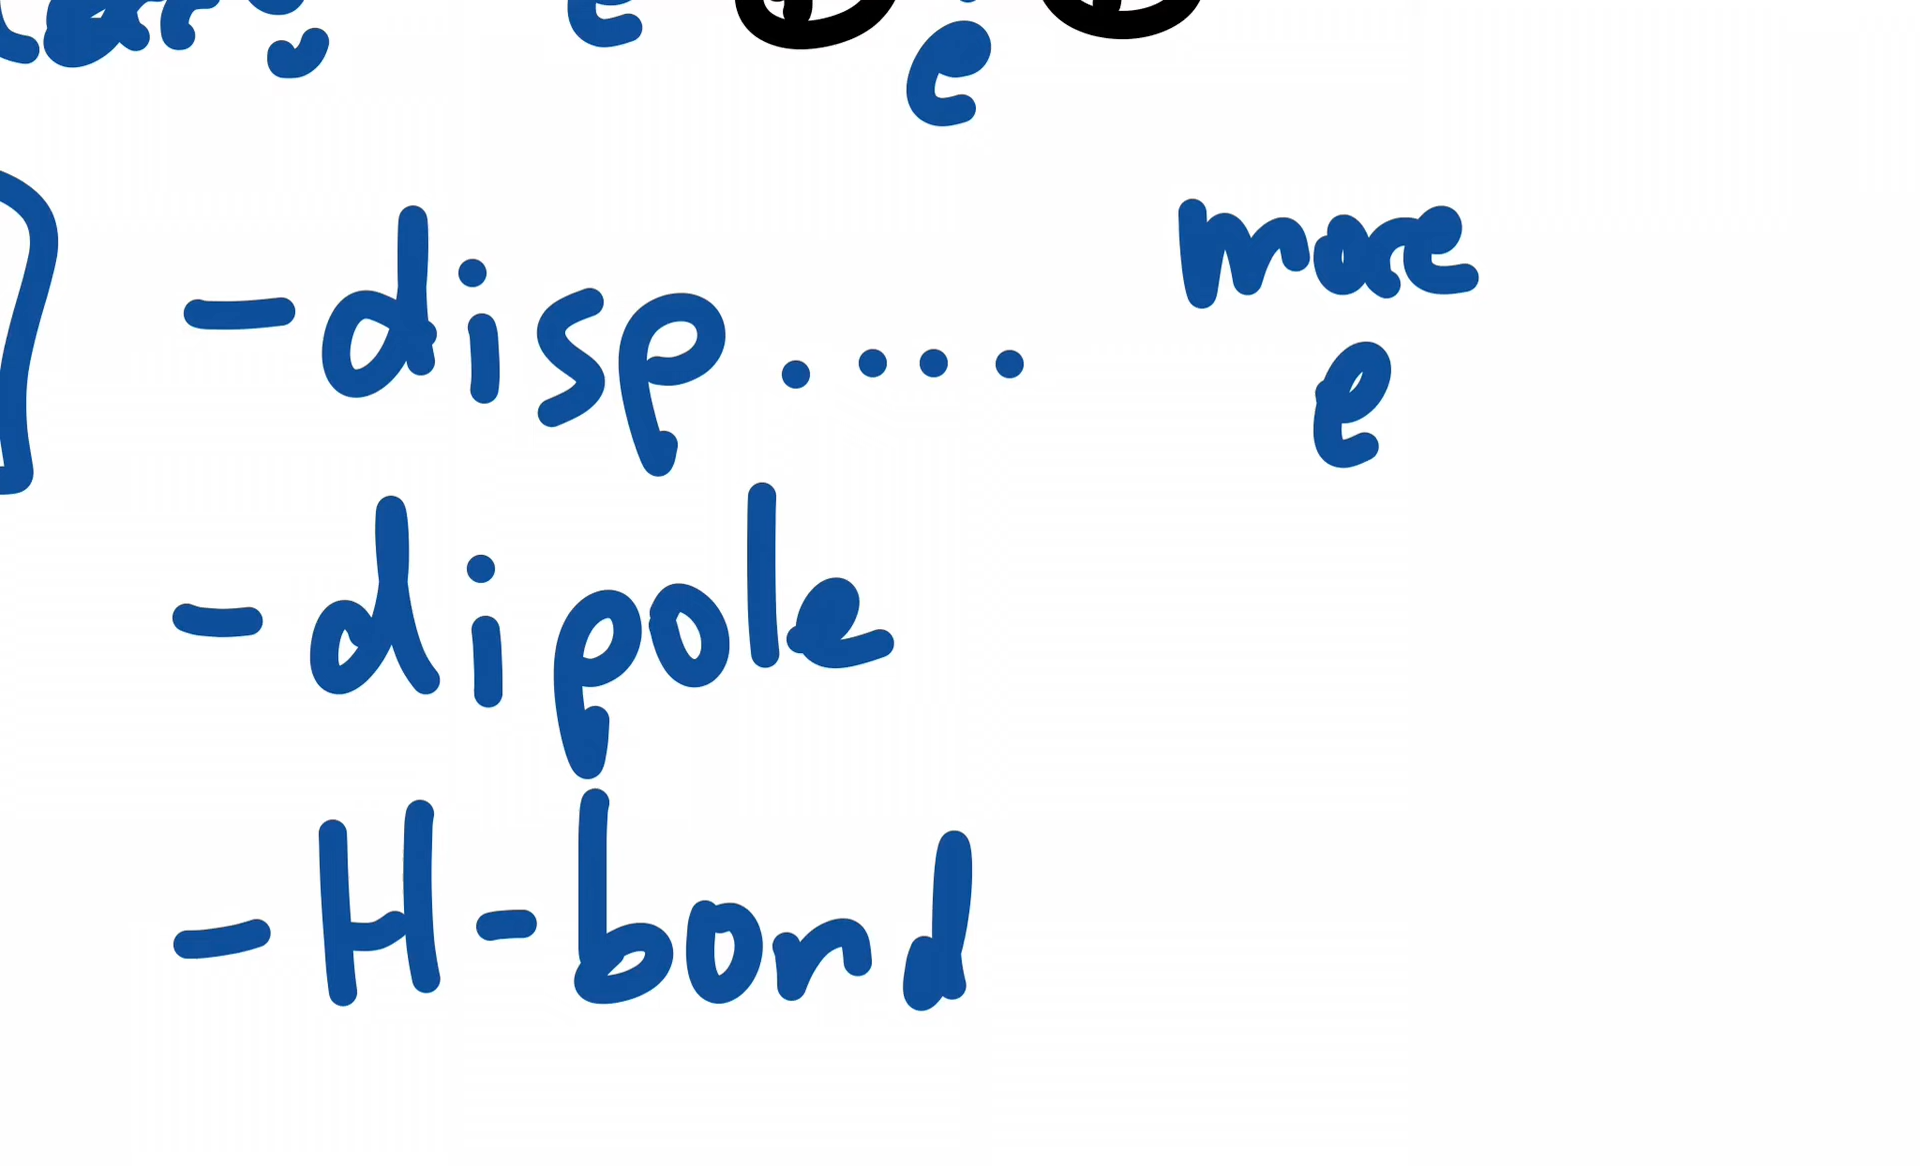 e
e
- disp.... more
e
- dipole
- H-bond